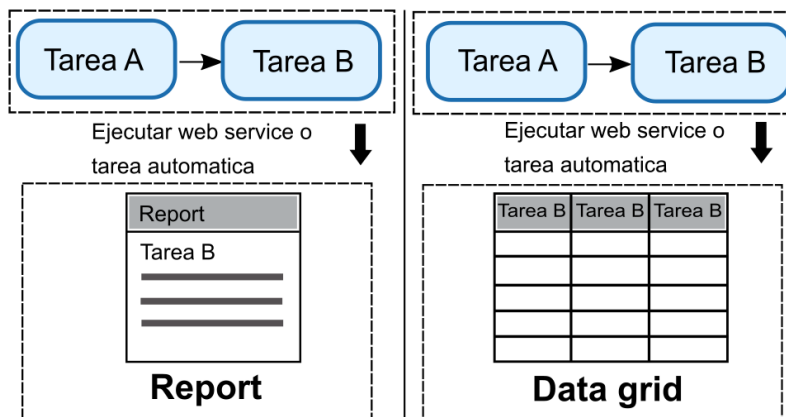 Tarea A
Tarea B
Ejecutar web service o
tarea automatica
Report
Tarea B
Report
Tarea A
Tarea B
Ejecutar web service o
tarea automatica
Tarea B Tarea B Tarea B
Data grid